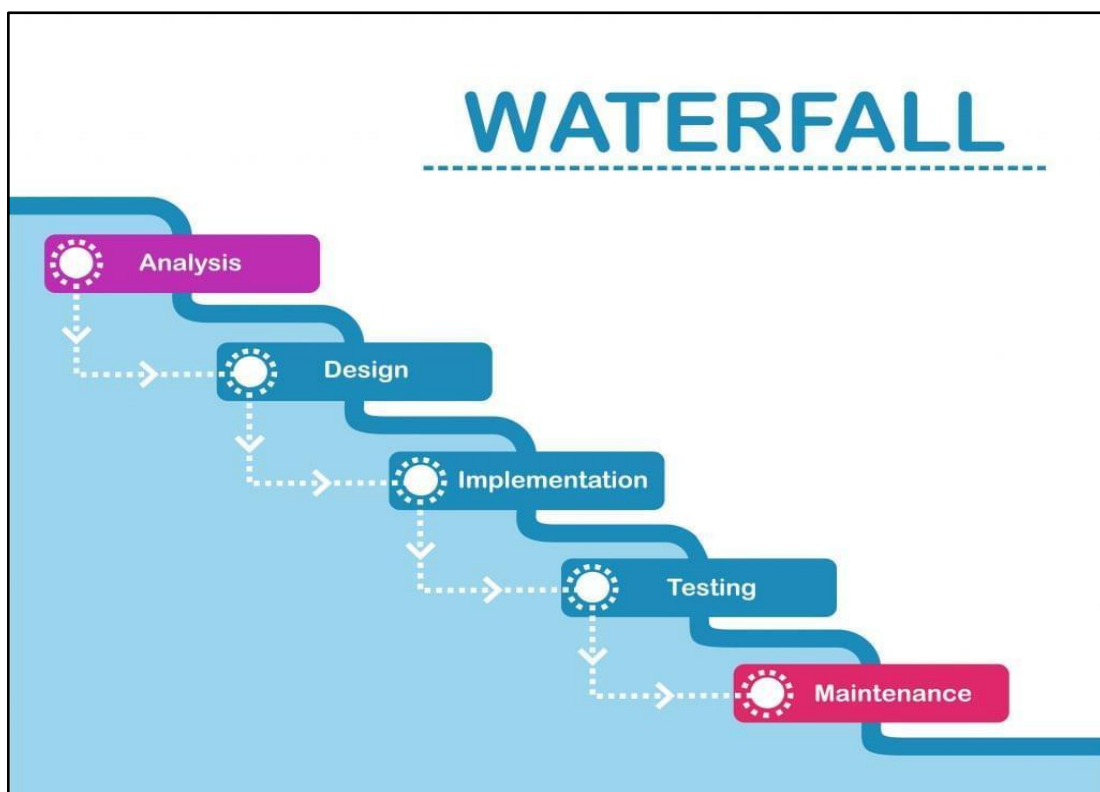 WATERFALL
Analysis
Design
Implementation
Testing
Maintenance